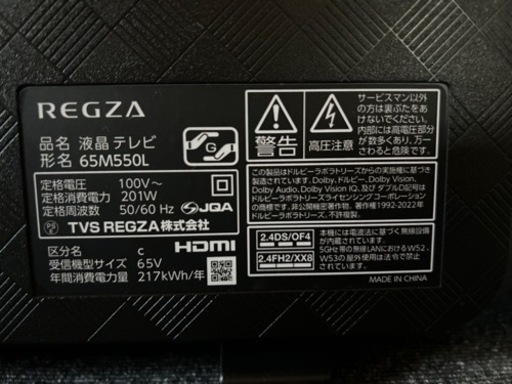 REGZA
品名 液晶テレビ
形名 65M550L
定格電圧 100V～
定格消費電力 201W
定格周波数 50/60 Hz
JQA
PS
E
TVS REGZA株式会社
区分名 c
受信機型サイズ 65V
年間消費電力量 217kWh/年
HDMI
G
警告
高圧注意
サービスマン以外
の方は裏ぶたをあ
けないでください。
内部には高電圧部分
が数多くあり、万一
さわると危険です。
この製品はドルビーラボラトリーズからの実施権に基づき
製造されています。Dolby、ドルビー、Dolby Vision、
Dolby Audio、Dolby Vision IQ、及びダブルD記号はド
ルビーラボラトリーズライセンシング コーポレーション
の商標です。非公開機密著作物。著作権 1992-2022年
ドルビーラボラトリーズ。不許複製。
2.4DS/OF4
2.4FH2/XX8
本機には電波法に基づく無線設備
が内蔵されています。
5GHz 帯の無線LANにおけるW52、
W53の屋外使用は法令で禁止
されています。
MADE IN CHINA